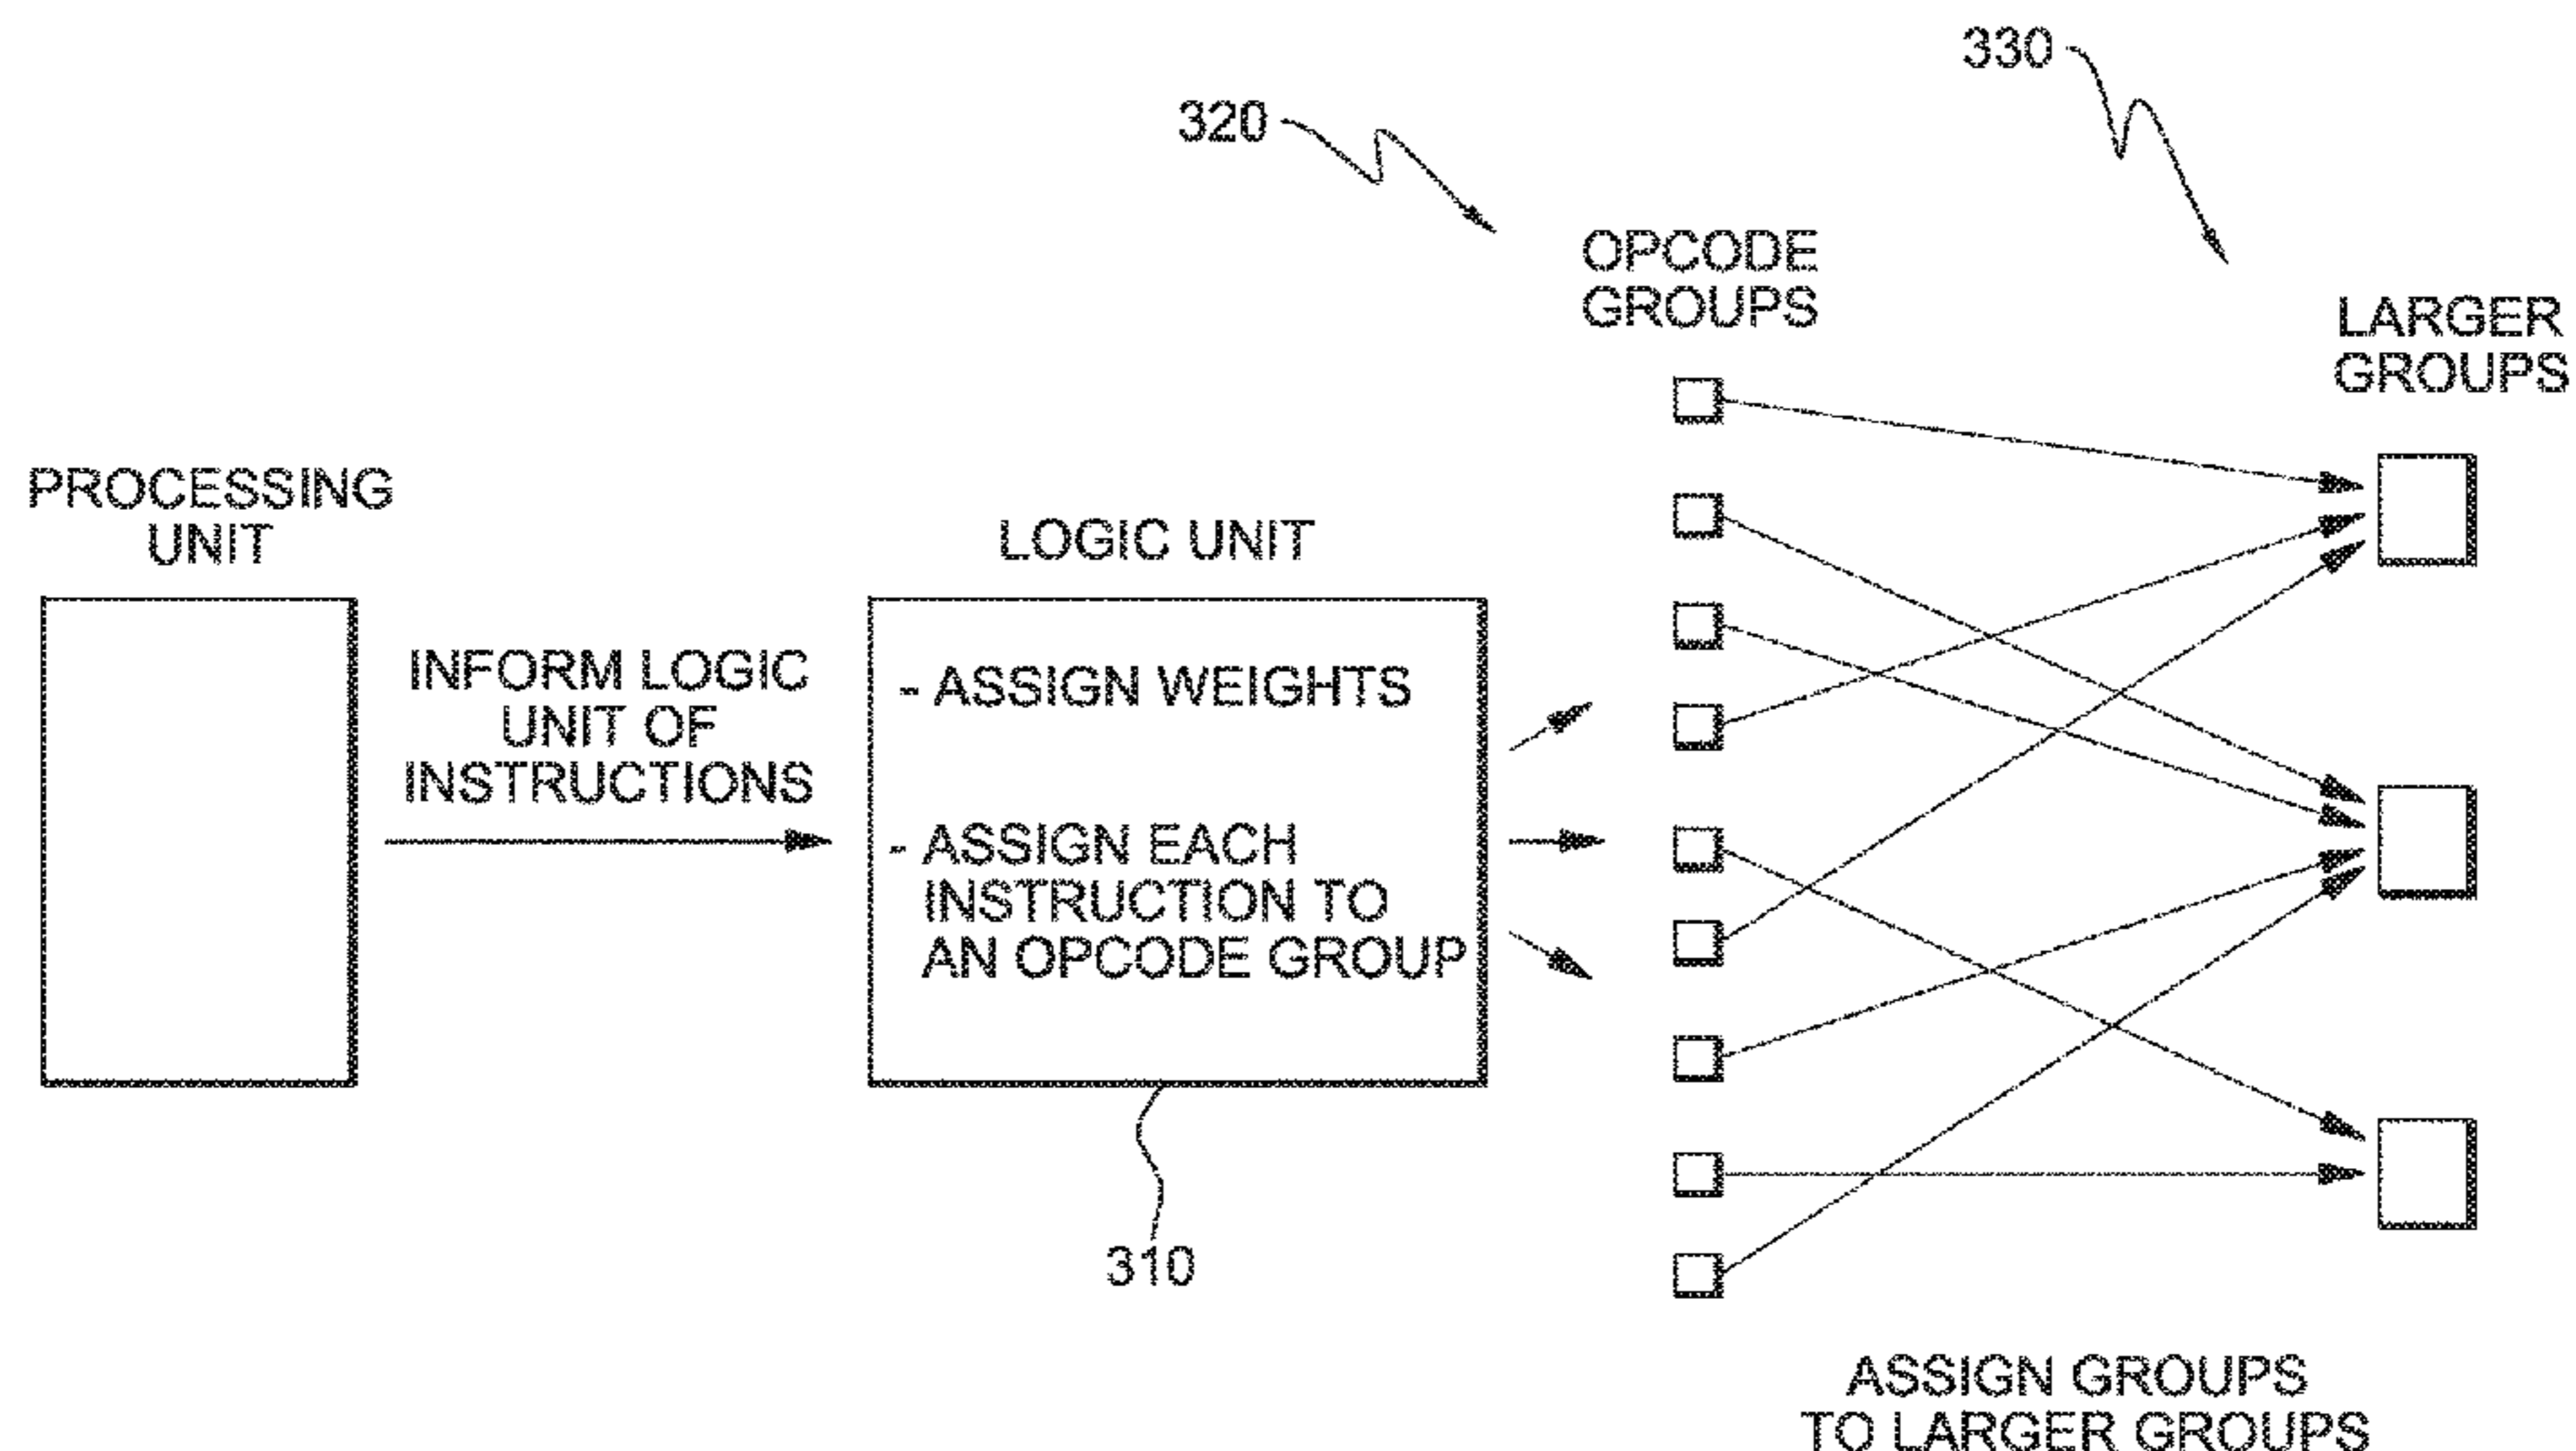 330
320
OPCODE
GROUPS
LARGER
GROUPS
PROCESSING
UNIT
LOGIC UNIT
INFORM LOGIC
UNIT OF
INSTRUCTIONS
- ASSIGN WEIGHTS
- ASSIGN EACH
INSTRUCTION TO
AN OPCODE GROUP
310
ASSIGN GROUPS
TO LARGER GROUPS